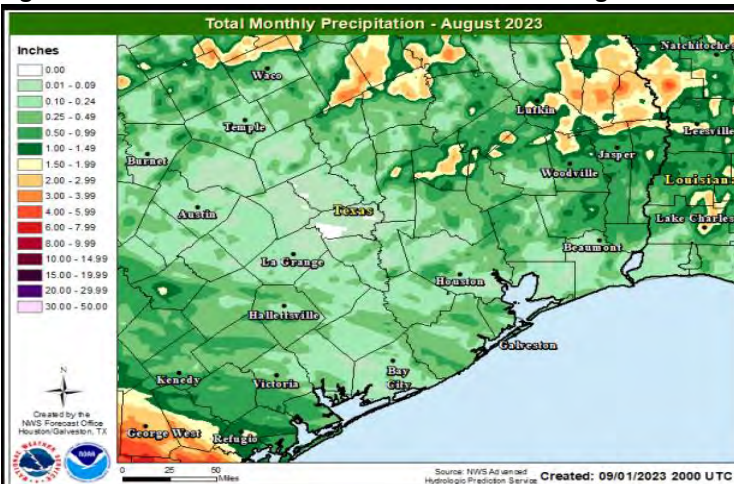 Total Monthly Precipitation - August 2023
Inches
0.00
0.01 - 0.09
0.10 - 0.24
0.25 - 0.49
0.50 - 0.99
1.00 - 1.49
1.50 - 1.99
2.00 - 2.99
3.00 - 3.99
4.00 - 5.99
6.00 - 7.99
8.00 - 9.99
10.00 - 14.99
15.00 - 19.99
20.00 - 29.99
30.00 - 50.00
Natchitoches
Waco
Lufkin
Temple
Leesville
Burnet
Jasper
Woodville
Louisiana
Austin
Texas
Lake Charles
Beaumont
La Grange
Houston
Hallettsville
Galveston
Kenedy
Victoria
Bay
City
George West
Refugio
N
Created by the
NWS Forecast Office
Houston/Galveston, TX
NOAA
0 25 50
Miles
Source: NWS Advanced
Hydrologic Prediction Service
Created: 09/01/2023 2000 UTC